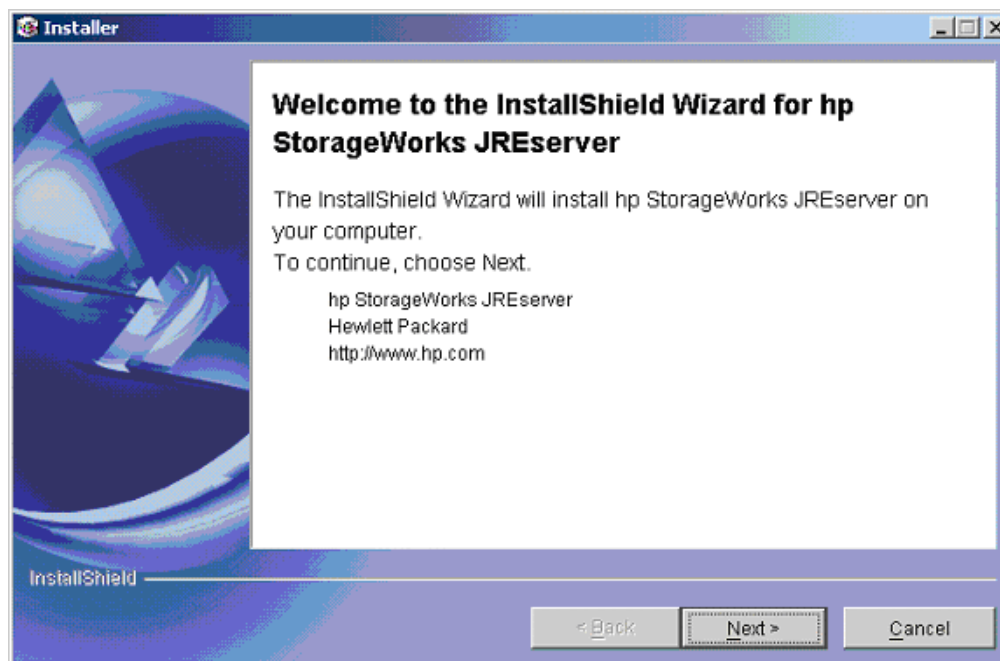 Installer
Welcome to the InstallShield Wizard for hp
StorageWorks JREserver
The InstallShield Wizard will install hp StorageWorks JREserver on
your computer.
To continue, choose Next.
hp StorageWorks JREserver
Hewlett Packard
http://www.hp.com
InstallShield
< Back
Next >
Cancel